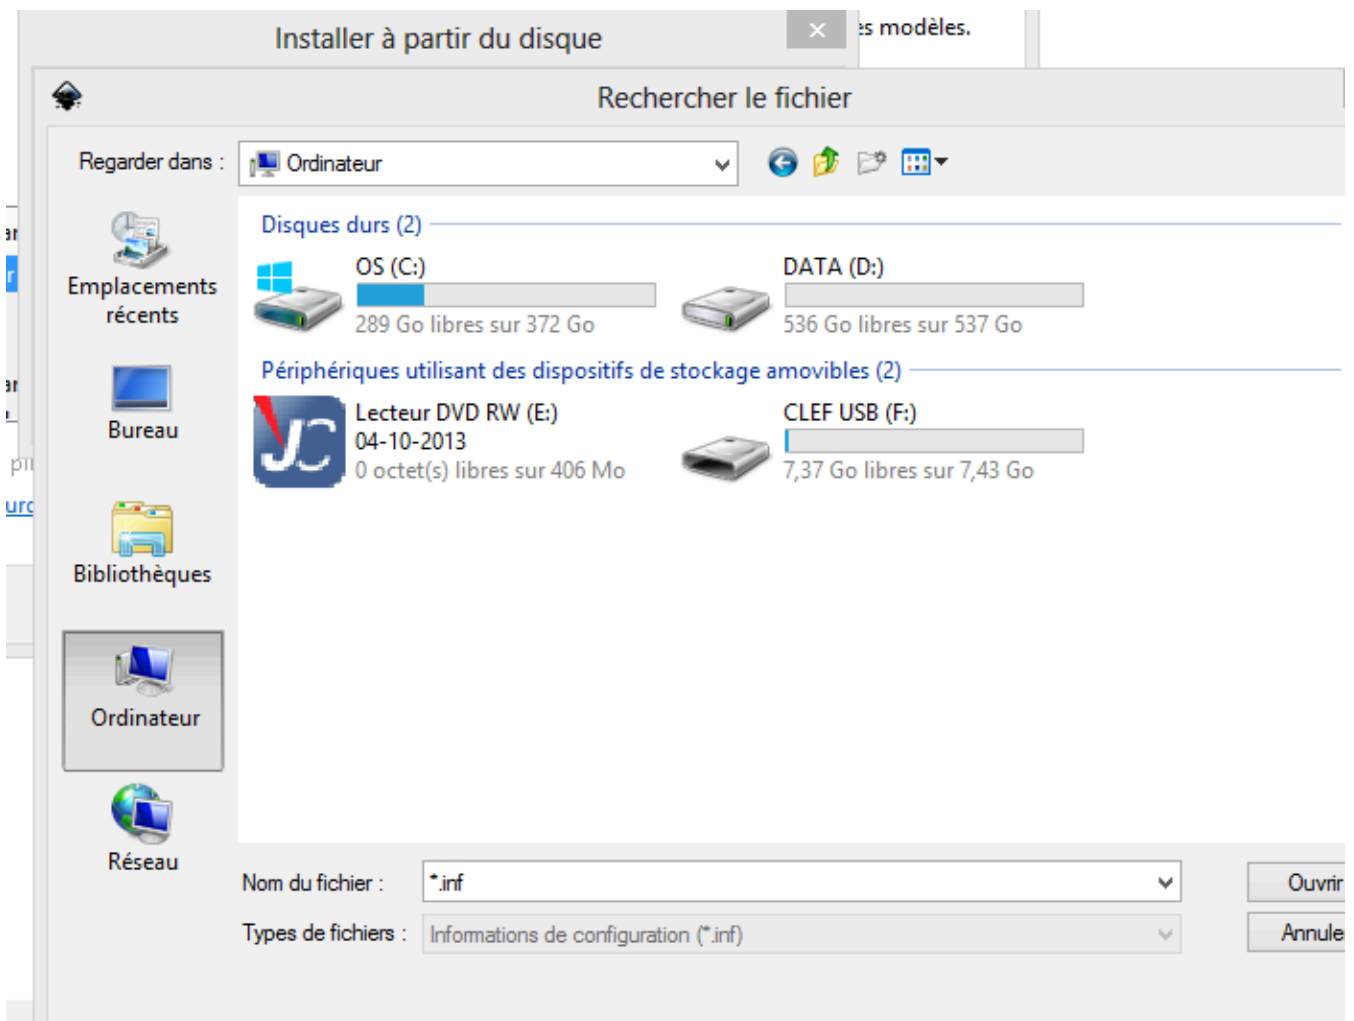 Installer à partir du disque
es modèles.
Rechercher le fichier
Regarder dans :
Ordinateur
Disques durs (2)
OS (C:)
289 Go libres sur 372 Go
DATA (D:)
536 Go libres sur 537 Go
Périphériques utilisant des dispositifs de stockage amovibles (2)
Lecteur DVD RW (E:)
04-10-2013
0 octet(s) libres sur 406 Mo
JC
CLEF USB (F:)
7,37 Go libres sur 7,43 Go
Emplacements
récents
Bureau
Bibliothèques
Ordinateur
Réseau
Nom du fichier :
*.inf
Ouvrir
Types de fichiers :
Informations de configuration (*.inf)
Annule